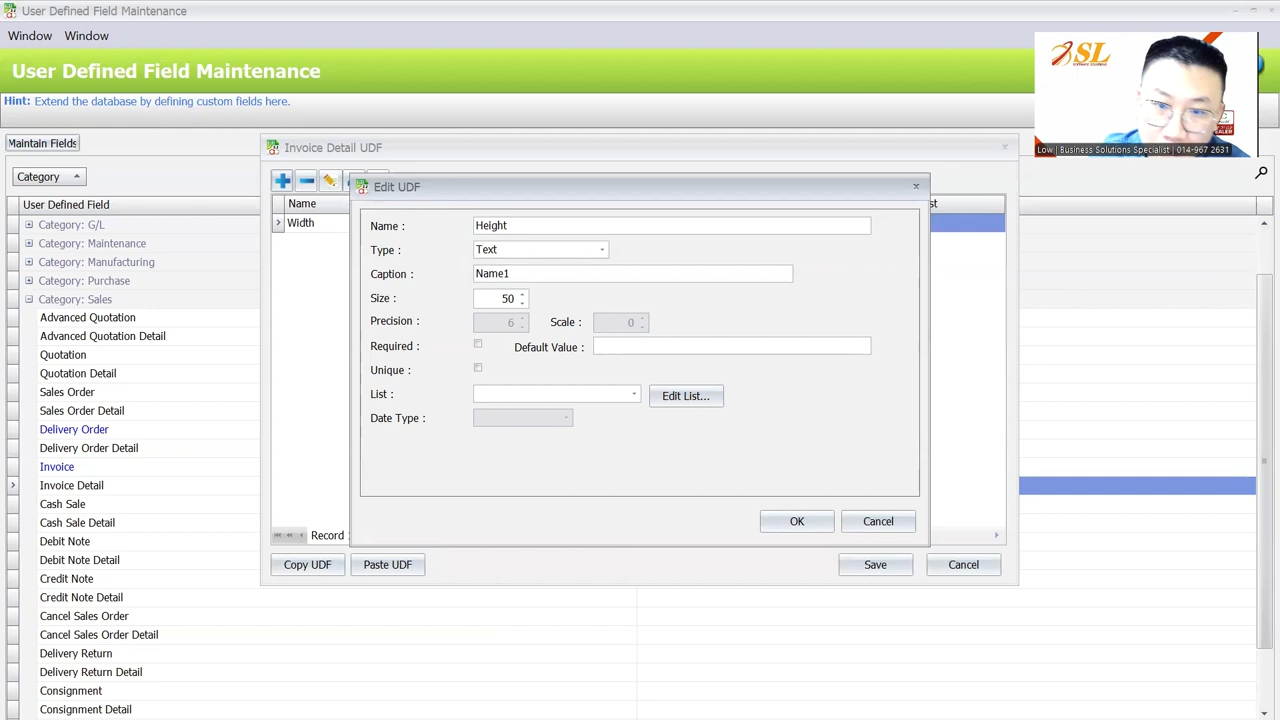 User Defined Field Maintenance
Window Window
User Defined Field Maintenance
Hint: Extend the database by defining custom fields here.
SL
Low | Business Solutions Specialist | 014-967 2631
Maintain Fields
Category
User Defined Field
Category: G/L
Category: Maintenance
Category: Manufacturing
Category: Purchase
Category: Sales
Advanced Quotation
Advanced Quotation Detail
Quotation
Quotation Detail
Sales Order
Sales Order Detail
Delivery Order
Delivery Order Detail
Invoice
Invoice Detail
Cash Sale
Cash Sale Detail
Debit Note
Debit Note Detail
Credit Note
Credit Note Detail
Cancel Sales Order
Cancel Sales Order Detail
Delivery Return
Delivery Return Detail
Consignment
Consignment Detail
Invoice Detail UDF
Name
Width
Record
Copy UDF Paste UDF Save Cancel
Edit UDF
Name : Height
Type : Text
Caption : Name1
Size : 50
Precision : 6 Scale : 0
Required : Default Value :
Unique :
List : Edit List...
Date Type :
OK Cancel